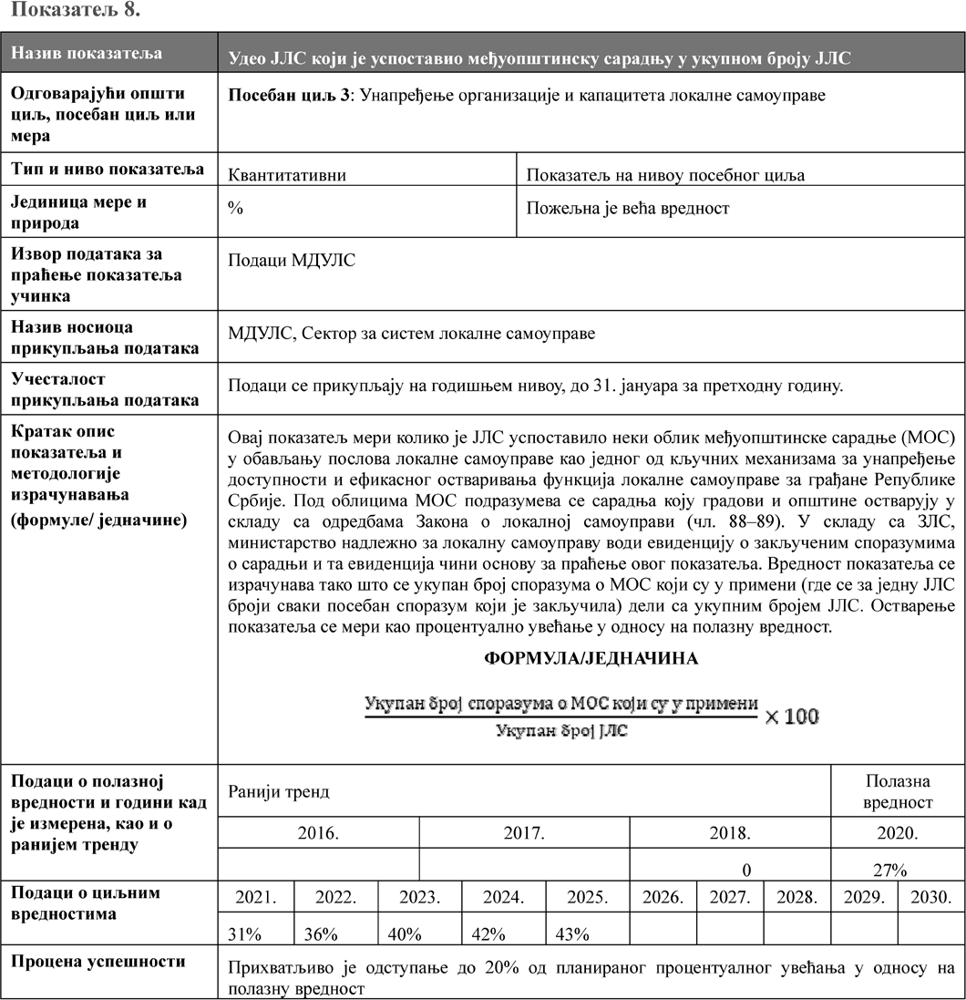 Показатељ 8.
Назив показатеља
Удео ЈЛС који је успоставио међуопштинску сарадњу у укупном броју ЈЛС
Одговарајући општи
циљ, посебан циљ или
мера
Посебан циљ 3: Унапређење организације и капацитета локалне самоуправе
Тип и ниво показатеља
Квантитативни
Показатељ на нивоу посебног циља
Јединица мере и
природа
%
Пожељна је већа вредност
Извор података за
праћење показатеља
учинка
Подаци МДУЛС
Назив носиоца
прикупљања података
МДУЛС, Сектор за систем локалне самоуправе
Учесталост
прикупљања података
Подаци се прикупљају на годишњем нивоу, до 31. јануара за претходну годину.
Кратак опис
показатеља и
методологије
израчунавања
(формуле/ једначине)
Овај показатељ мери колико је ЈЛС успоставило неки облик међуопштинске сарадње (МОС)
у обављању послова локалне самоуправе као једног од кључних механизама за унапређење
доступности и ефикасног остваривања функција локалне самоуправе за грађане Републике
Србије. Под облицима МОС подразумева се сарадња коју градови и општине остварују у
складу са одредбама Закона о локалној самоуправи (чл. 88–89). У складу са ЗЛС,
министарство надлежно за локалну самоуправу води евиденцију о закљученим споразумима
о сарадњи и та евиденција чини основу за праћење овог показатеља. Вредност показатеља се
израчунава тако што се укупан број споразума о МОС који су у примени (где се за једну ЈЛС
броји сваки посебан споразум који је закључила) дели са укупним бројем ЈЛС. Остварење
показатеља се мери као процентуално увећање у односу на полазну вредност.
ФОРМУЛА/ЈЕДНАЧИНА
Укупан број споразума о МОС који су у примени
Укупан број ЈЛС
× 100
Подаци о полазној
вредности и години кад
је измерена, као и о
ранијем тренду
Ранији тренд
Полазна
вредност
2016. 2017. 2018. 2020.
0 27%
Подаци о циљним
вредностима
2021. 2022. 2023. 2024. 2025. 2026. 2027. 2028. 2029. 2030.
31% 36% 40% 42% 43%
Процена успешности
Прихватљиво је одступање до 20% од планираног процентуалног увећања у односу на
полазну вредност